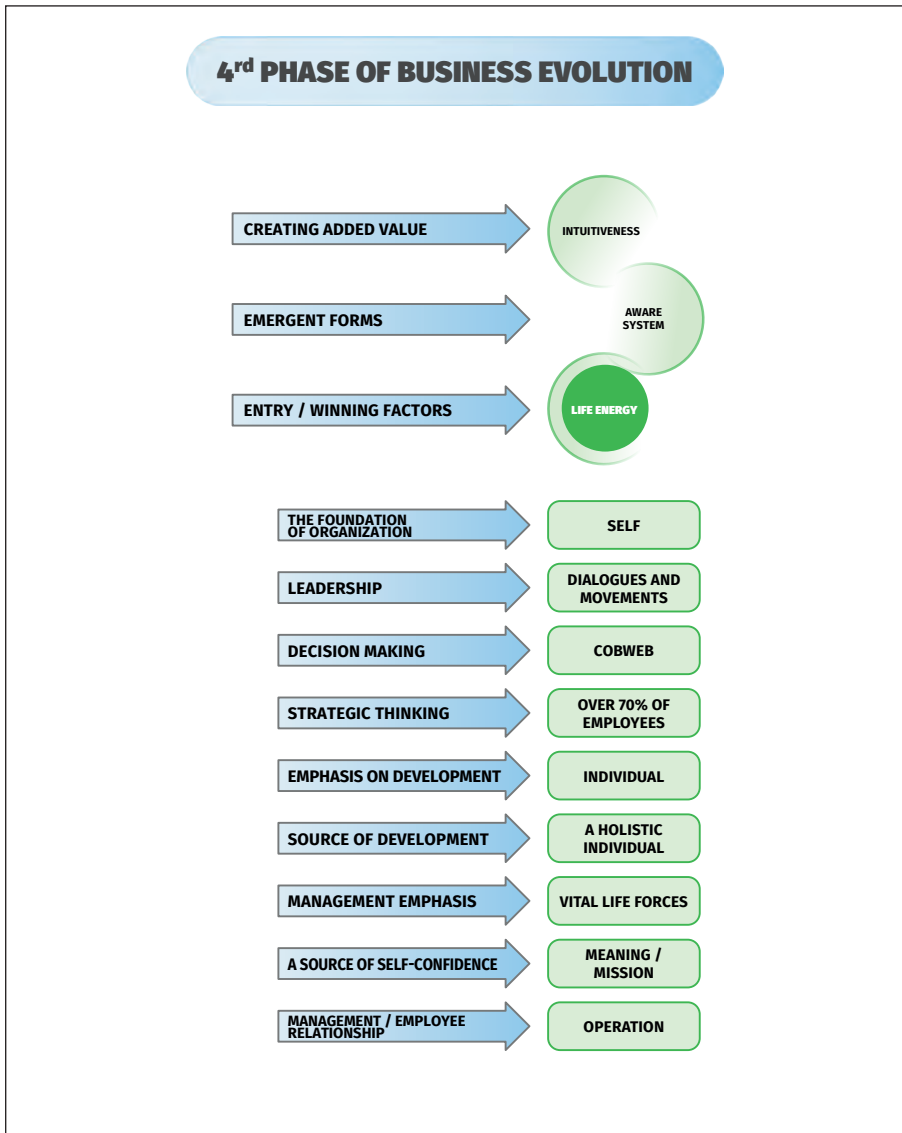 4rd PHASE OF BUSINESS EVOLUTION
CREATING ADDED VALUE
INTUITIVENESS
EMERGENT FORMS
AWARE
SYSTEM
ENTRY / WINNING FACTORS
LIFE ENERGY
THE FOUNDATION
OF ORGANIZATION
SELF
LEADERSHIP
DIALOGUES AND
MOVEMENTS
DECISION MAKING
COBWEB
STRATEGIC THINKING
OVER 70% OF
EMPLOYEES
EMPHASIS ON DEVELOPMENT
INDIVIDUAL
SOURCE OF DEVELOPMENT
A HOLISTIC
INDIVIDUAL
MANAGEMENT EMPHASIS
VITAL LIFE FORCES
A SOURCE OF SELF-CONFIDENCE
MEANING /
MISSION
MANAGEMENT / EMPLOYEE
RELATIONSHIP
OPERATION